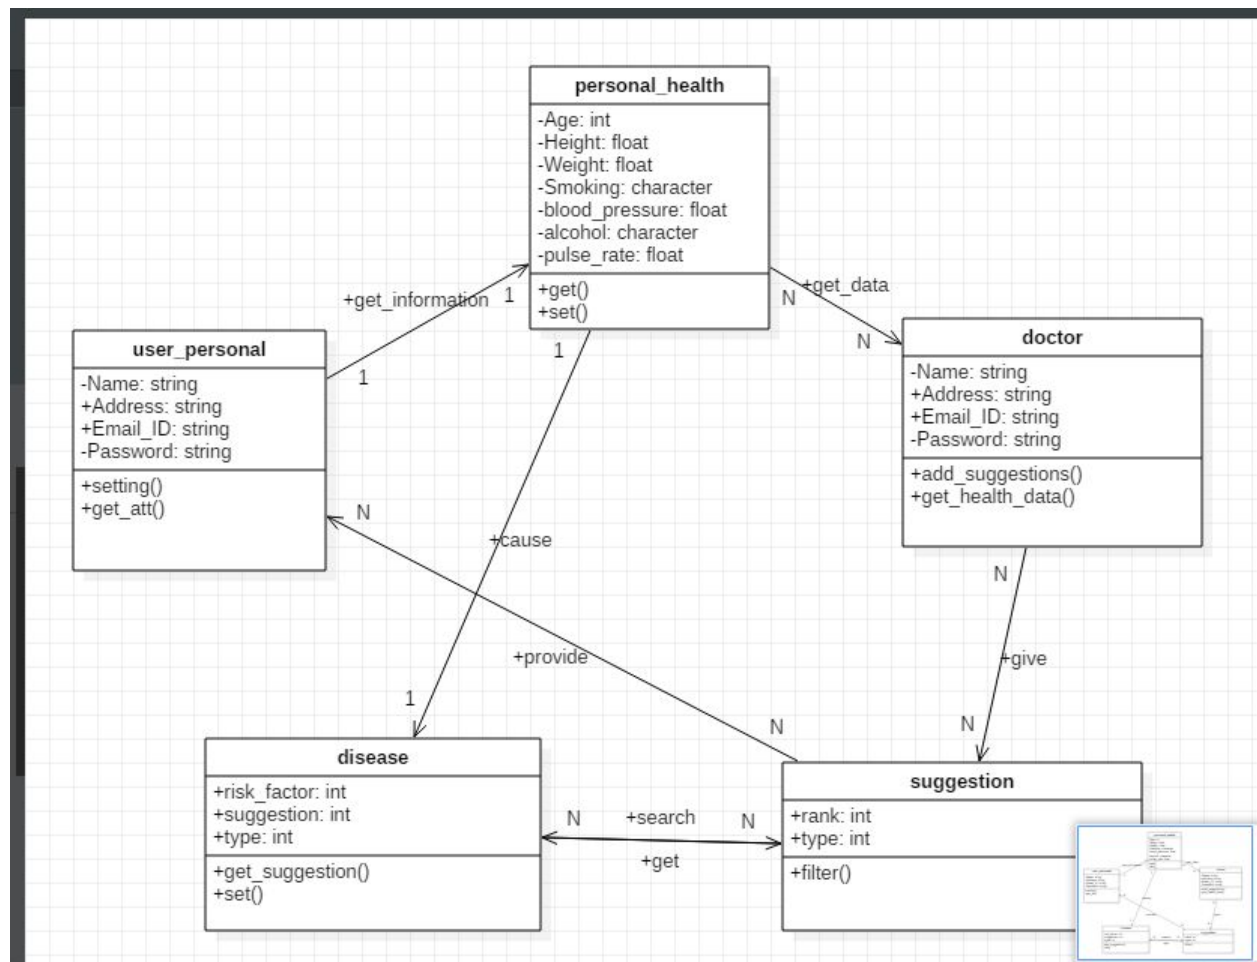 personal_health
-Age: int
-Height: float
-Weight: float
-Smoking: character
-blood_pressure: float
-alcohol: character
-pulse_rate: float
+get()
+set()
+get_information
1
1
+get_data
N
N
user_personal
-Name: string
+Address: string
+Email_ID: string
-Password: string
+setting()
+get_att()
doctor
-Name: string
+Address: string
+Email_ID: string
-Password: string
+add_suggestions()
+get_health_data()
1
+cause
1
N
+provide
N
N
+give
N
disease
+risk_factor: int
+suggestion: int
+type: int
+get_suggestion()
+set()
N
+search
N
+get
suggestion
+rank: int
+type: int
+filter()